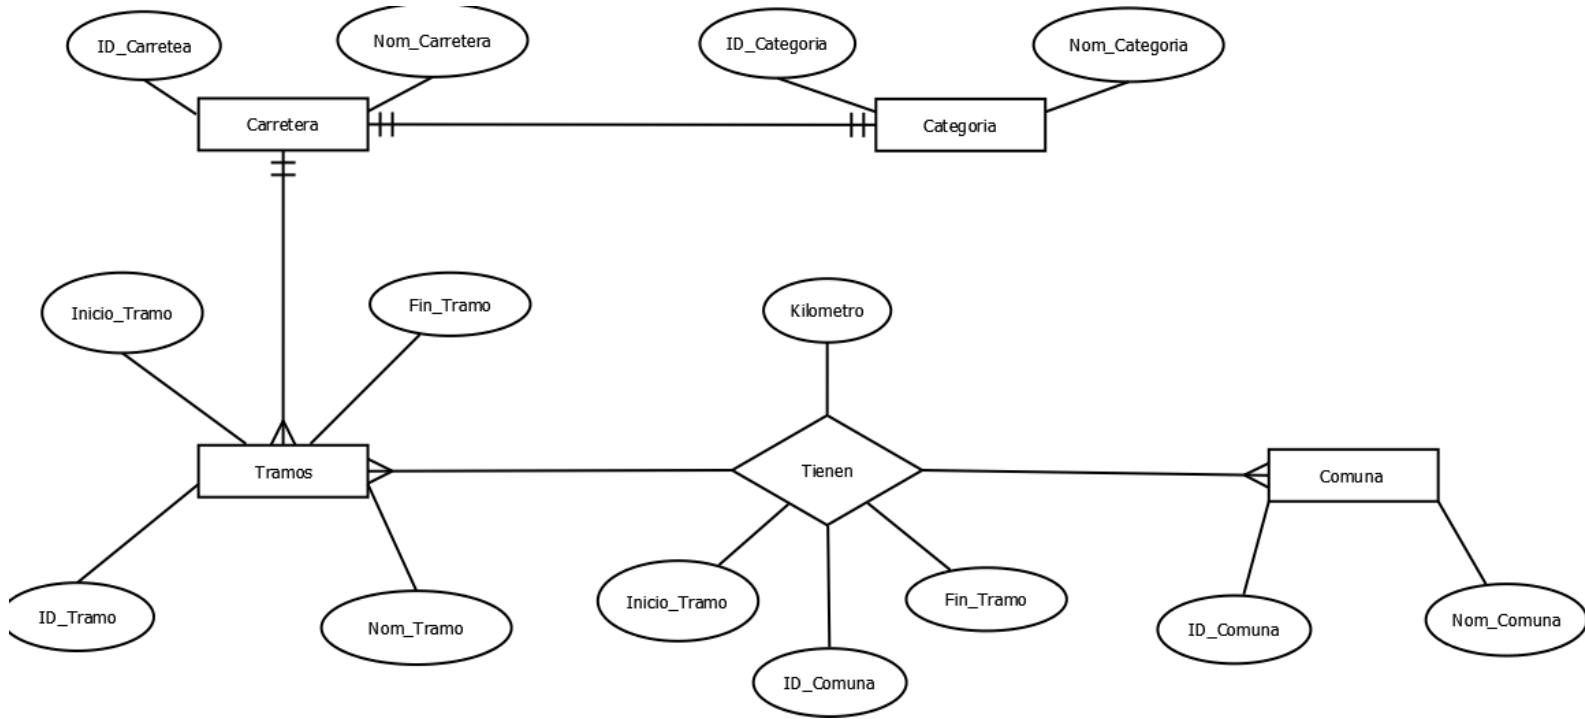 ID_Carretea
Nom_Carretera
ID_Categoria
Nom_Categoria
Carretera
Categoria
Inicio_Tramo
Fin_Tramo
Kilometro
Tramos
Tienen
Comuna
ID_Tramo
Nom_Tramo
Inicio_Tramo
Fin_Tramo
ID_Comuna
Nom_Comuna
ID_Comuna